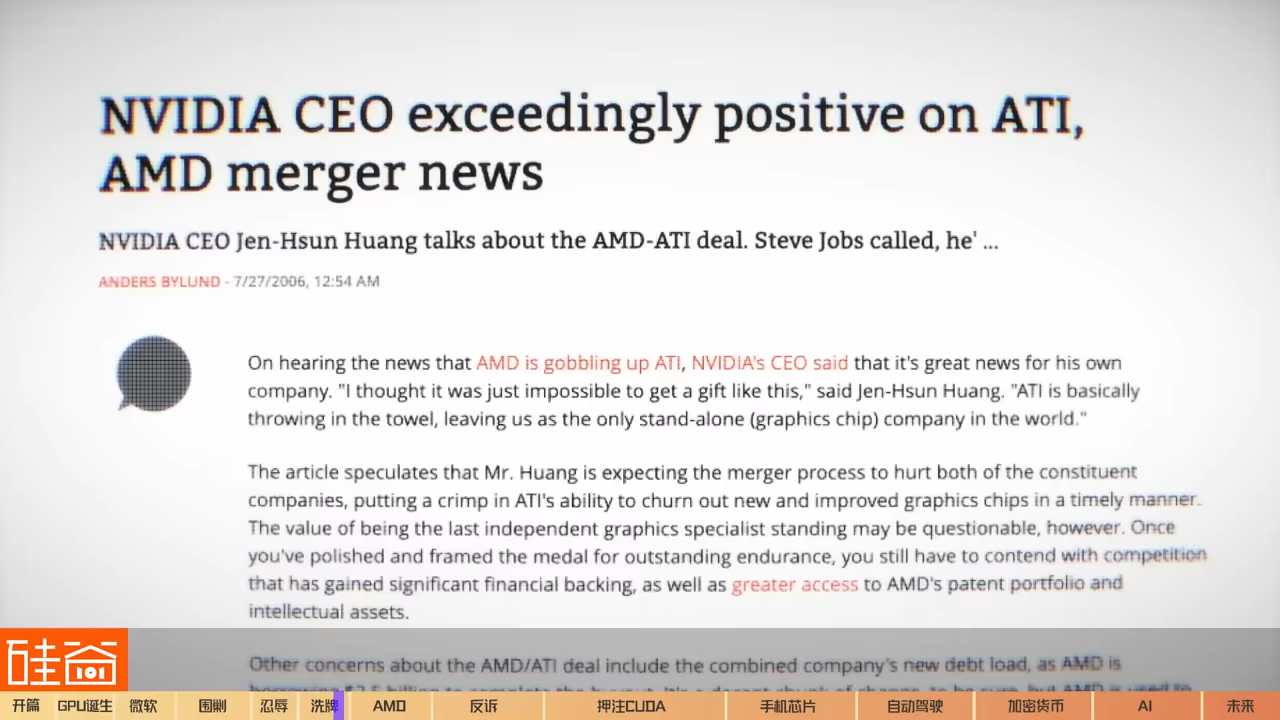 NVIDIA CEO exceedingly positive on ATI,
AMD merger news
NVIDIA CEO Jen-Hsun Huang talks about the AMD-ATI deal. Steve Jobs called, he' ...
ANDERS BYLUND - 7/27/2006, 12:54 AM
On hearing the news that AMD is gobbling up ATI, NVIDIA's CEO said that it's great news for his own
company. "I thought it was just impossible to get a gift like this," said Jen-Hsun Huang. "ATI is basically
throwing in the towel, leaving us as the only stand-alone (graphics chip) company in the world."
The article speculates that Mr. Huang is expecting the merger process to hurt both of the constituent
companies, putting a crimp in ATI's ability to churn out new and improved graphics chips in a timely manner.
The value of being the last independent graphics specialist standing may be questionable, however. Once
you've polished and framed the medal for outstanding endurance, you still have to contend with competition
that has gained significant financial backing, as well as greater access to AMD's patent portfolio and
intellectual assets.
Other concerns about the AMD/ATI deal include the combined company's new debt load, as AMD is
硅谷
101
开篇 GPU诞生 微软 围剿 忍辱 洗牌 AMD 反诉 押注CUDA 手机芯片 自动驾驶 加密货币 AI 未来